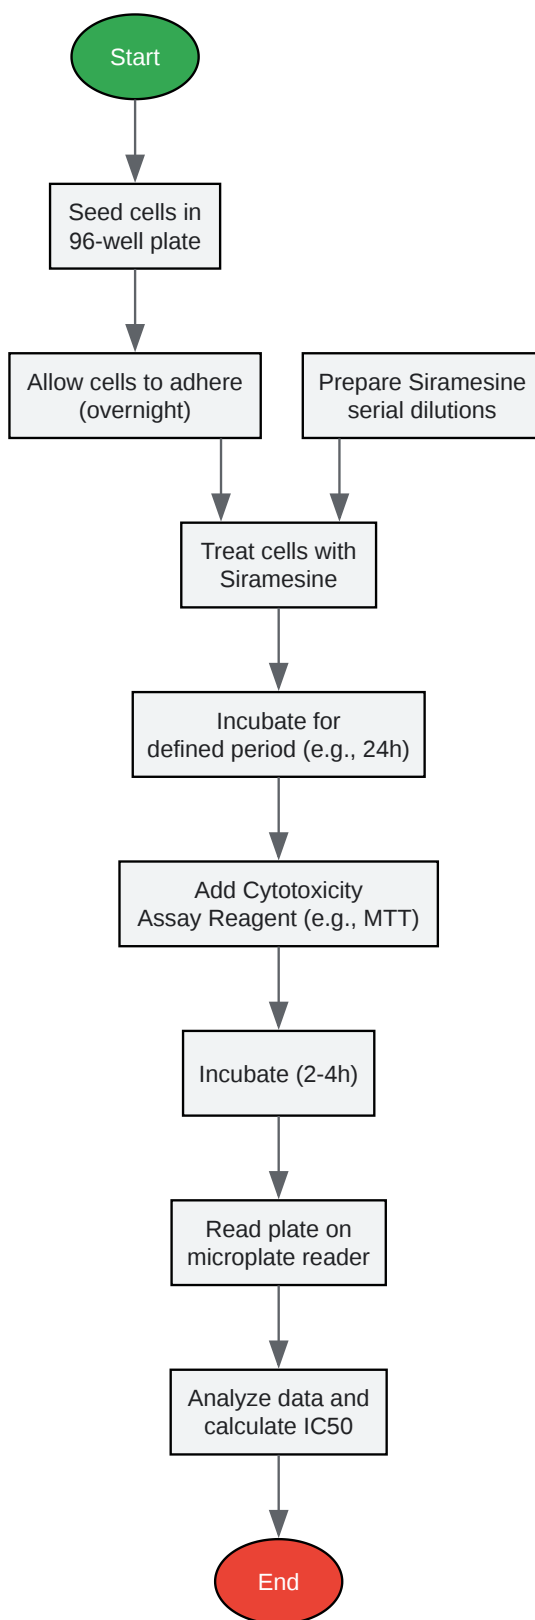 Start
Seed cells in
96-well plate
Allow cells to adhere
(overnight)
Prepare Siramesine
serial dilutions
Treat cells with
Siramesine
Incubate for
defined period (e.g., 24h)
Add Cytotoxicity
Assay Reagent (e.g., MTT)
Incubate (2-4h)
Read plate on
microplate reader
Analyze data and
calculate IC50
End